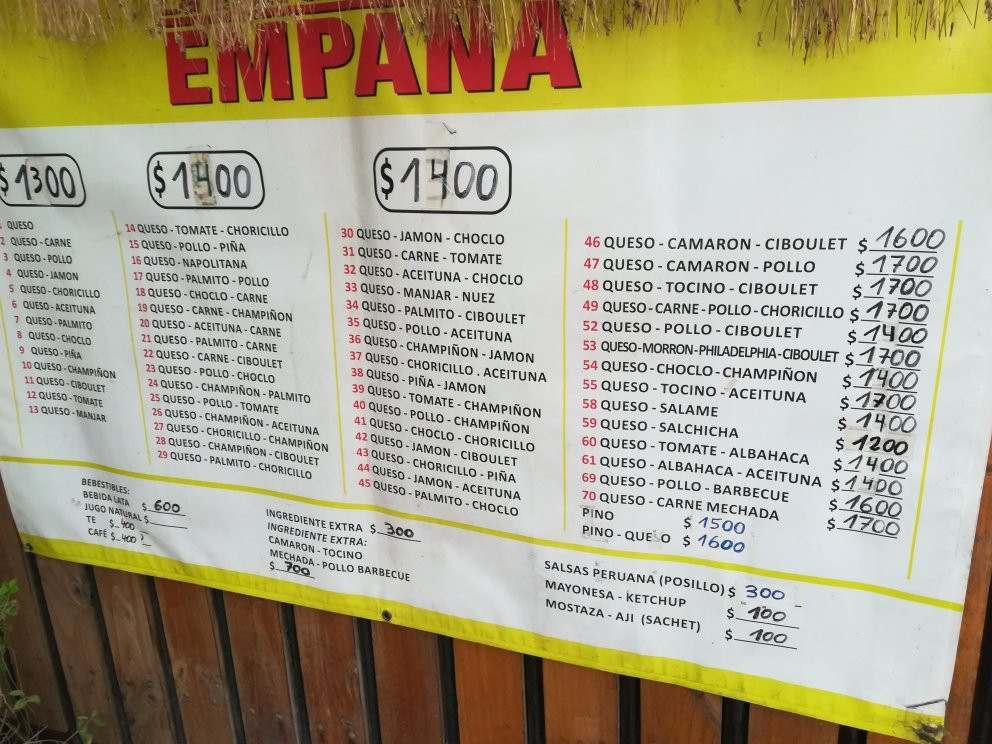 EMPANA
$1300
1 QUESO
2 QUESO - CARNE
3 QUESO - POLLO
4 QUESO - JAMON
5 QUESO - CHORICILLO
6 QUESO - ACEITUNA
7 QUESO - PALMITO
8 QUESO - CHOCLO
9 QUESO - PIÑA
10 QUESO - CHAMPIÑON
11 QUESO - CIBOULET
12 QUESO - TOMATE
13 QUESO - MANJAR
$1400
14 QUESO - TOMATE - CHORICILLO
15 QUESO - POLLO - PIÑA
16 QUESO - NAPOLITANA
17 QUESO - PALMITO - POLLO
18 QUESO - CHOCLO - CARNE
19 QUESO - CARNE - CHAMPIÑON
20 QUESO - ACEITUNA - CARNE
21 QUESO - PALMITO - CARNE
22 QUESO - CARNE - CIBOULET
23 QUESO - POLLO - CHOCLO
24 QUESO - CHAMPIÑON - PALMITO
25 QUESO - POLLO - TOMATE
26 QUESO - CHAMPIÑON - ACEITUNA
27 QUESO - CHORICILLO - CHAMPIÑON
28 QUESO - CHAMPIÑON - CIBOULET
29 QUESO - PALMITO - CHORICILLO
$1400
30 QUESO - JAMON - CHOCLO
31 QUESO - CARNE - TOMATE
32 QUESO - ACEITUNA - CHOCLO
33 QUESO - MANJAR - NUEZ
34 QUESO - PALMITO - CIBOULET
35 QUESO - POLLO - ACEITUNA
36 QUESO - CHAMPIÑON - JAMON
37 QUESO - CHORICILLO . ACEITUNA
38 QUESO - PIÑA - JAMON
39 QUESO - TOMATE - CHAMPIÑON
40 QUESO - POLLO - CHAMPIÑON
41 QUESO - CHOCLO - CHORICILLO
42 QUESO - JAMON - CIBOULET
43 QUESO - CHORICILLO - PIÑA
44 QUESO - JAMON - ACEITUNA
45 QUESO - PALMITO - CHOCLO
46 QUESO - CAMARON - CIBOULET $ 1600
47 QUESO - CAMARON - POLLO $ 1700
48 QUESO - TOCINO - CIBOULET $ 1700
49 QUESO - CARNE - POLLO - CHORICILLO $ 1700
52 QUESO - POLLO - CIBOULET $ 1400
53 QUESO-MORRON-PHILADELPHIA-CIBOULET $ 1700
54 QUESO - CHOCLO - CHAMPIÑON $ 1400
55 QUESO - TOCINO - ACEITUNA $ 1700
58 QUESO - SALAME $ 1400
59 QUESO - SALCHICHA $ 1200
60 QUESO - TOMATE - ALBAHACA $ 1400
61 QUESO - ALBAHACA - ACEITUNA $ 1400
69 QUESO - POLLO - BARBECUE $ 1600
70 QUESO - CARNE MECHADA $ 1700
PINO $ 1500
PINO - QUESO $ 1600
BEBESTIBLES:
BEBIDA LATA $ 600
JUGO NATURAL $
TE $ 400
CAFÉ $ 400
INGREDIENTE EXTRA $ 300
INGREDIENTE EXTRA:
CAMARON - TOCINO
MECHADA - POLLO BARBECUE
$ 700
SALSAS PERUANA (POSILLO) $ 300
MAYONESA - KETCHUP $ 100
MOSTAZA - AJI (SACHET) $ 100